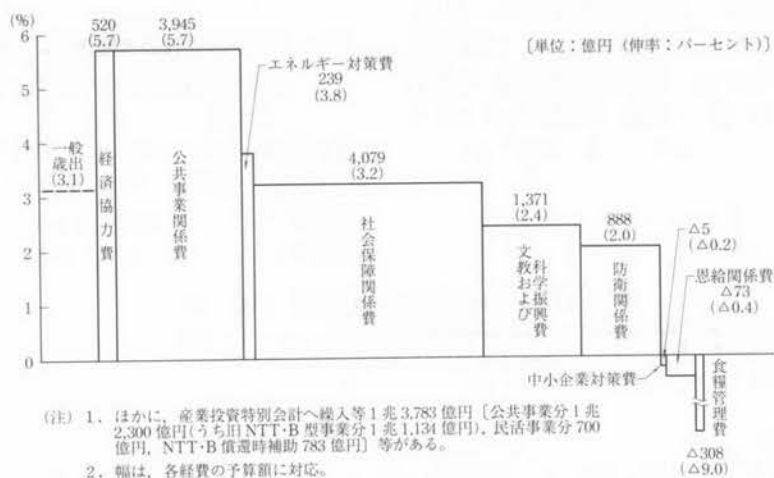 (%)
6
5
4
3
2
1
0
520
(5.7)
3,945
(5.7)
〔単位：億円（伸率：パーセント）〕
エネルギー対策費
239
(3.8)
一般
歳出
(3.1)
経済協力費
公共事業関係費
4,079
(3.2)
社会保障関係費
1,371
(2.4)
文教および
科学振興費
888
(2.0)
防衛関係費
△5
(△0.2)
恩給関係費
△73
(△0.4)
中小企業対策費
食糧管理費
△308
(△9.0)
(注) 1. ほかに，産業投資特別会計へ繰入等1兆3,783億円〔公共事業分1兆
2,300億円(うち旧NTT・B型事業分1兆1,134億円)，民活事業分700
億円，NTT・B償還時補助783億円〕等がある。
2. 幅は，各経費の予算額に対応。